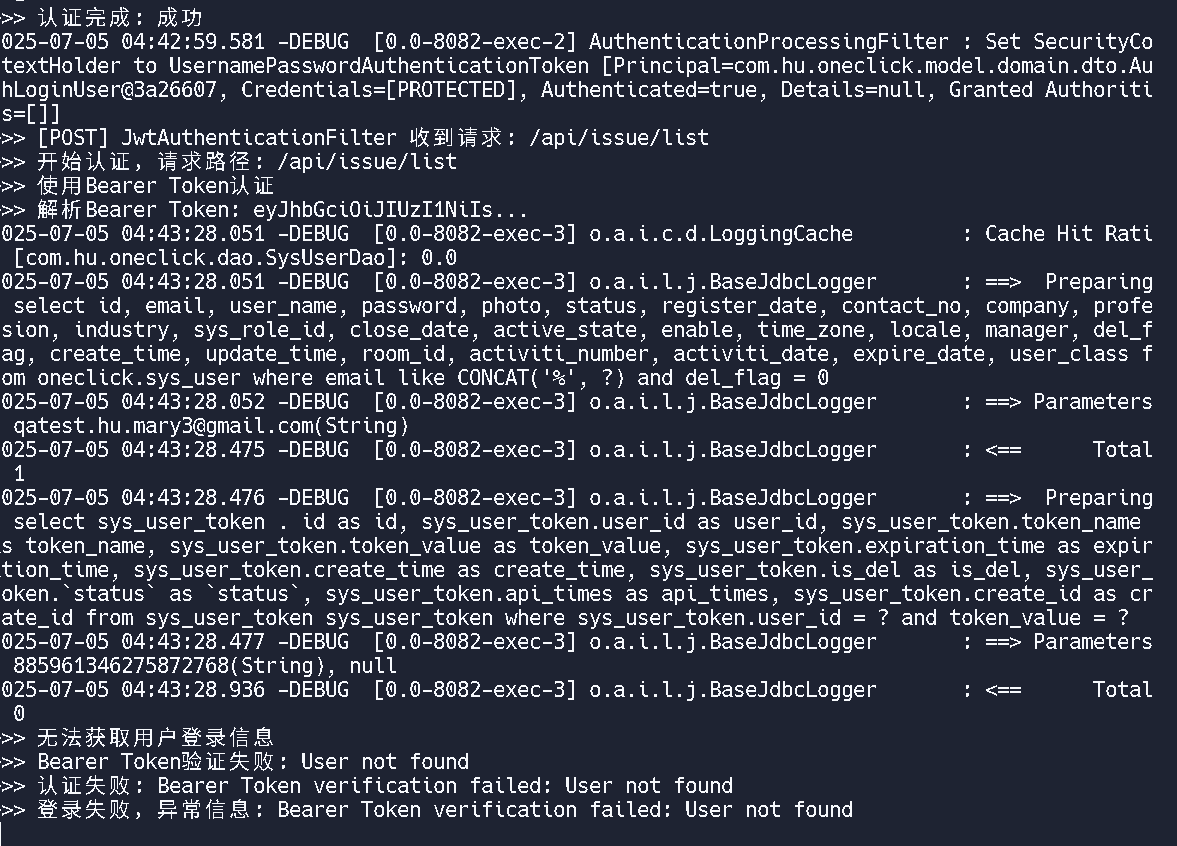 >> 认证完成: 成功
025-07-05 04:42:59.581 -DEBUG  [0.0-8082-exec-2] AuthenticationProcessingFilter : Set SecurityCo
textHolder to UsernamePasswordAuthenticationToken [Principal=com.hu.oneclick.model.domain.dto.Au
hLoginUser@3a26607, Credentials=[PROTECTED], Authenticated=true, Details=null, Granted Authoriti
s=[]]
>> [POST] JwtAuthenticationFilter 收到请求: /api/issue/list
>> 开始认证, 请求路径: /api/issue/list
>> 使用Bearer Token认证
>> 解析Bearer Token: eyJhbGciOiJIUzI1NiIs...
025-07-05 04:43:28.051 -DEBUG  [0.0-8082-exec-3] o.a.i.c.d.LoggingCache         : Cache Hit Rati
[com.hu.oneclick.dao.SysUserDao]: 0.0
025-07-05 04:43:28.051 -DEBUG  [0.0-8082-exec-3] o.a.i.l.j.BaseJdbcLogger       : ==>  Preparing
select id, email, user_name, password, photo, status, register_date, contact_no, company, profe
sion, industry, sys_role_id, close_date, active_state, enable, time_zone, locale, manager, del_f
ag, create_time, update_time, room_id, activiti_number, activiti_date, expire_date, user_class f
om oneclick.sys_user where email like CONCAT('%', ?) and del_flag = 0
025-07-05 04:43:28.052 -DEBUG  [0.0-8082-exec-3] o.a.i.l.j.BaseJdbcLogger       : ==> Parameters
qatest.hu.mary3@gmail.com(String)
025-07-05 04:43:28.475 -DEBUG  [0.0-8082-exec-3] o.a.i.l.j.BaseJdbcLogger       : <==      Total
1
025-07-05 04:43:28.476 -DEBUG  [0.0-8082-exec-3] o.a.i.l.j.BaseJdbcLogger       : ==>  Preparing
select sys_user_token . id as id, sys_user_token.user_id as user_id, sys_user_token.token_name
s token_name, sys_user_token.token_value as token_value, sys_user_token.expiration_time as expir
tion_time, sys_user_token.create_time as create_time, sys_user_token.is_del as is_del, sys_user_
oken.`status` as `status`, sys_user_token.api_times as api_times, sys_user_token.create_id as cr
ate_id from sys_user_token sys_user_token where sys_user_token.user_id = ? and token_value = ?
025-07-05 04:43:28.477 -DEBUG  [0.0-8082-exec-3] o.a.i.l.j.BaseJdbcLogger       : ==> Parameters
885961346275872768(String), null
025-07-05 04:43:28.936 -DEBUG  [0.0-8082-exec-3] o.a.i.l.j.BaseJdbcLogger       : <==      Total
0
>> 无法获取用户登录信息
>> Bearer Token验证失败: User not found
>> 认证失败: Bearer Token verification failed: User not found
>> 登录失败, 异常信息: Bearer Token verification failed: User not found